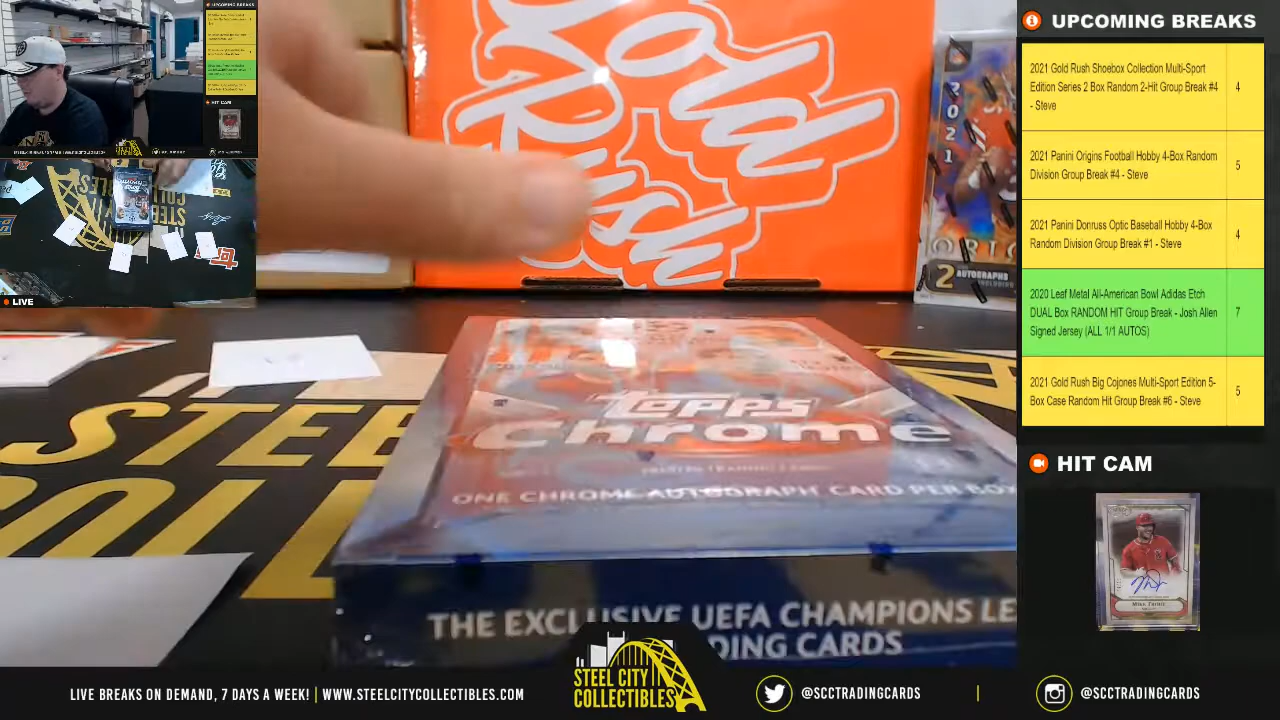 UPCOMING BREAKS
2021 Gold Rush Shoebox Collection Multi-Sport
Edition Series 2 Box Random 2-Hit Group Break #4
- Steve
4
2021 Panini Origins Football Hobby 4-Box Random
Division Group Break #4 - Steve
5
2021 Panini Donruss Optic Baseball Hobby 4-Box
Random Division Group Break #1 - Steve
4
2020 Leaf Metal All-American Bowl Adidas Etch
DUAL Box RANDOM HIT Group Break - Josh Allen
Signed Jersey (ALL 1/1 AUTOS)
7
2021 Gold Rush Big Cojones Multi-Sport Edition 5-
Box Case Random Hit Group Break #6 - Steve
5
HIT CAM
LIVE
Gold
Rush
2021
2 AUTOGRAPHS
INCLUDING
STEEL
Topps
Chrome
ONE CHROME AUTOGRAPH CARD PER BOX
THE EXCLUSIVE UEFA CHAMPIONS LE
DING CARDS
STEEL CITY
COLLECTIBLES
LIVE BREAKS ON DEMAND, 7 DAYS A WEEK! | WWW.STEELCITYCOLLECTIBLES.COM
@SCCTRADINGCARDS
|
@SCCTRADINGCARDS